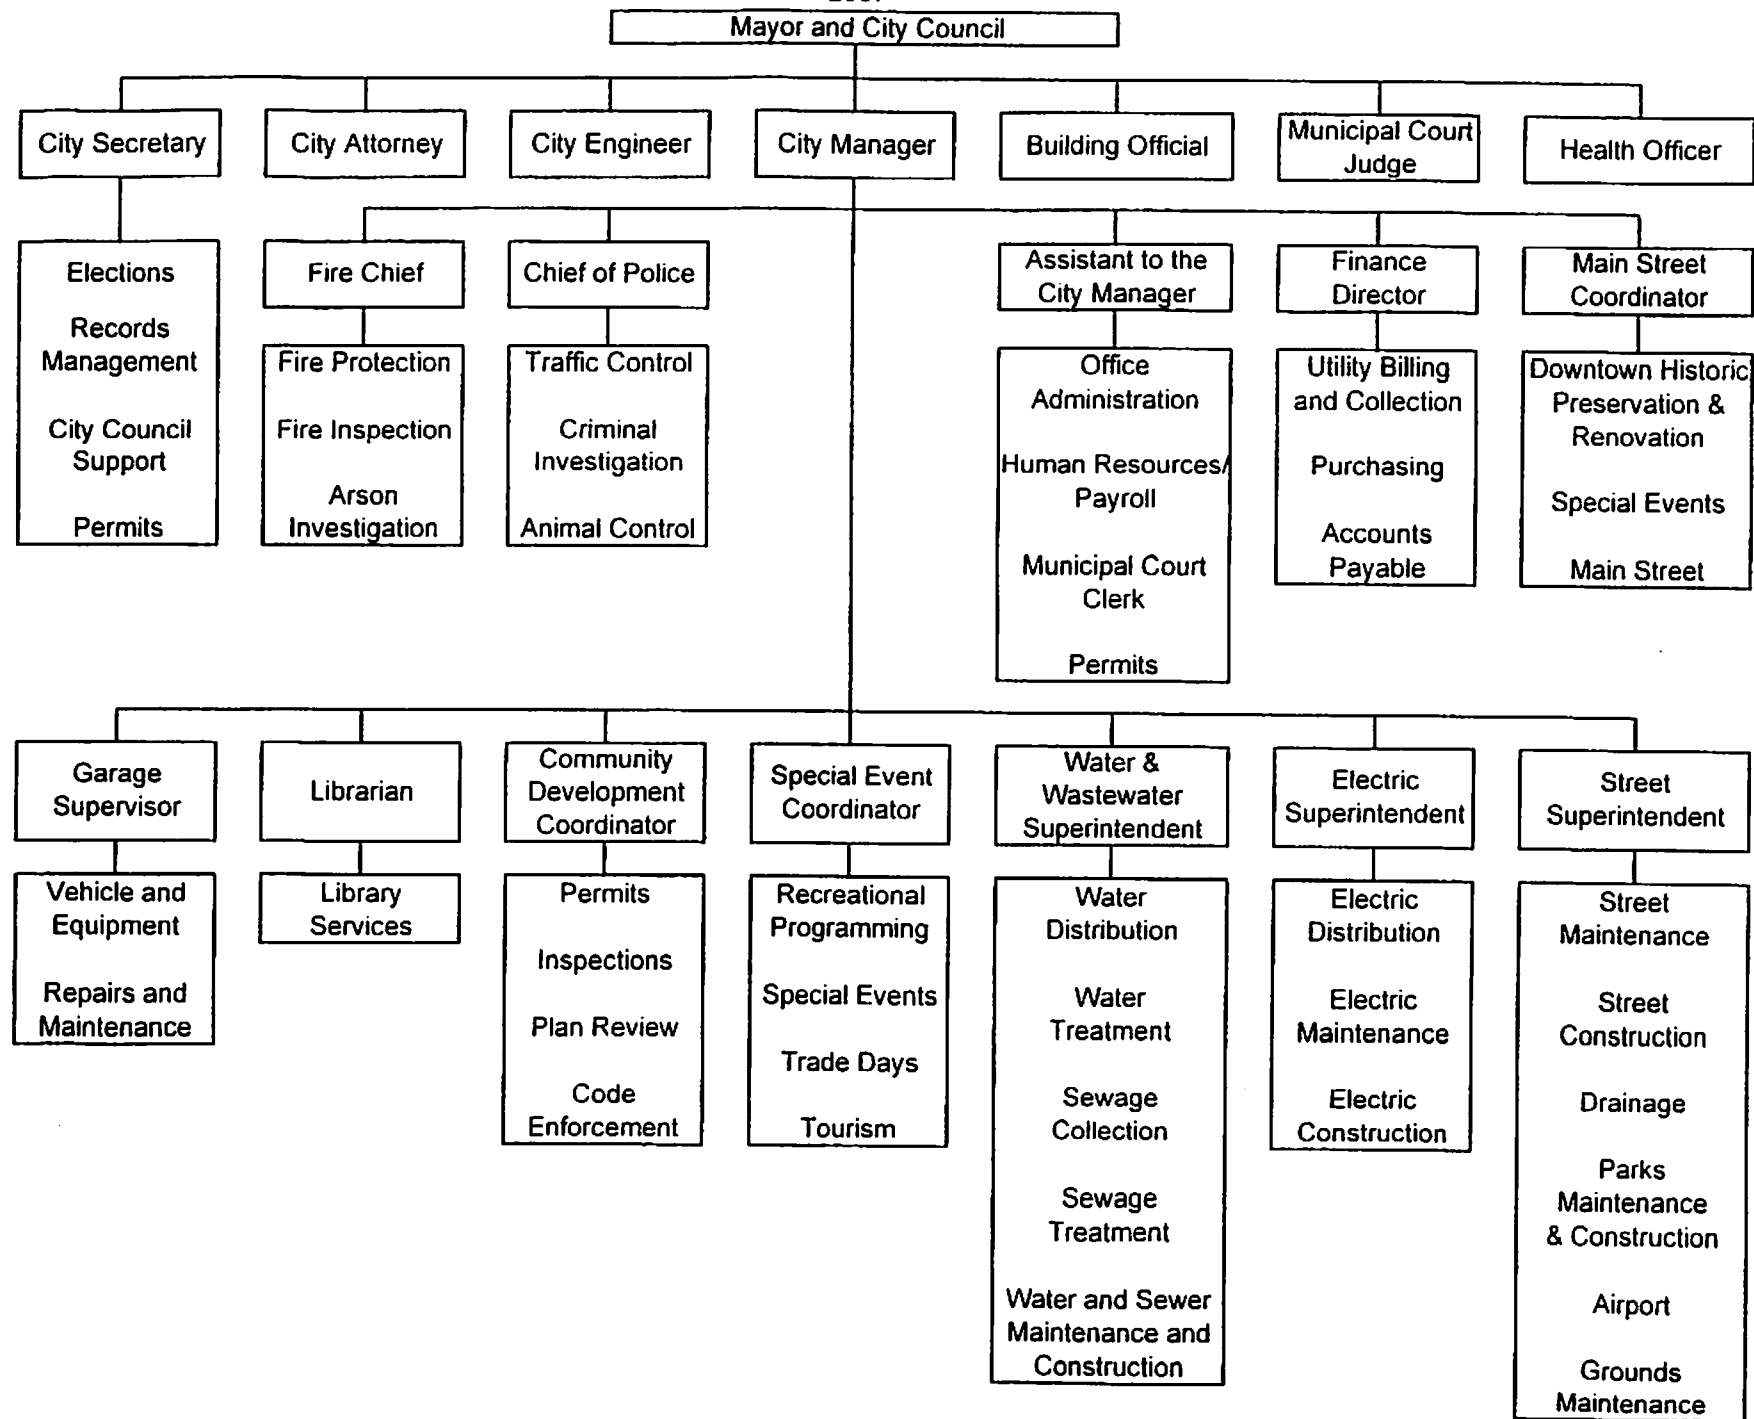 Mayor and City Council
City Secretary
City Attorney
City Engineer
City Manager
Building Official
Municipal Court
Judge
Health Officer
Elections
Records
Management
City Council
Support
Permits
Fire Chief
Fire Protection
Fire Inspection
Arson
Investigation
Chief of Police
Traffic Control
Criminal
Investigation
Animal Control
Assistant to the
City Manager
Office
Administration
Human Resources/
Payroll
Municipal Court
Clerk
Permits
Finance
Director
Utility Billing
and Collection
Purchasing
Accounts
Payable
Main Street
Coordinator
Downtown Historic
Preservation &
Renovation
Special Events
Main Street
Garage
Supervisor
Vehicle and
Equipment
Repairs and
Maintenance
Librarian
Library
Services
Community
Development
Coordinator
Permits
Inspections
Plan Review
Code
Enforcement
Special Event
Coordinator
Recreational
Programming
Special Events
Trade Days
Tourism
Water &
Wastewater
Superintendent
Water
Distribution
Water
Treatment
Sewage
Collection
Sewage
Treatment
Water and Sewer
Maintenance and
Construction
Electric
Superintendent
Electric
Distribution
Electric
Maintenance
Electric
Construction
Street
Superintendent
Street
Maintenance
Street
Construction
Drainage
Parks
Maintenance
& Construction
Airport
Grounds
Maintenance